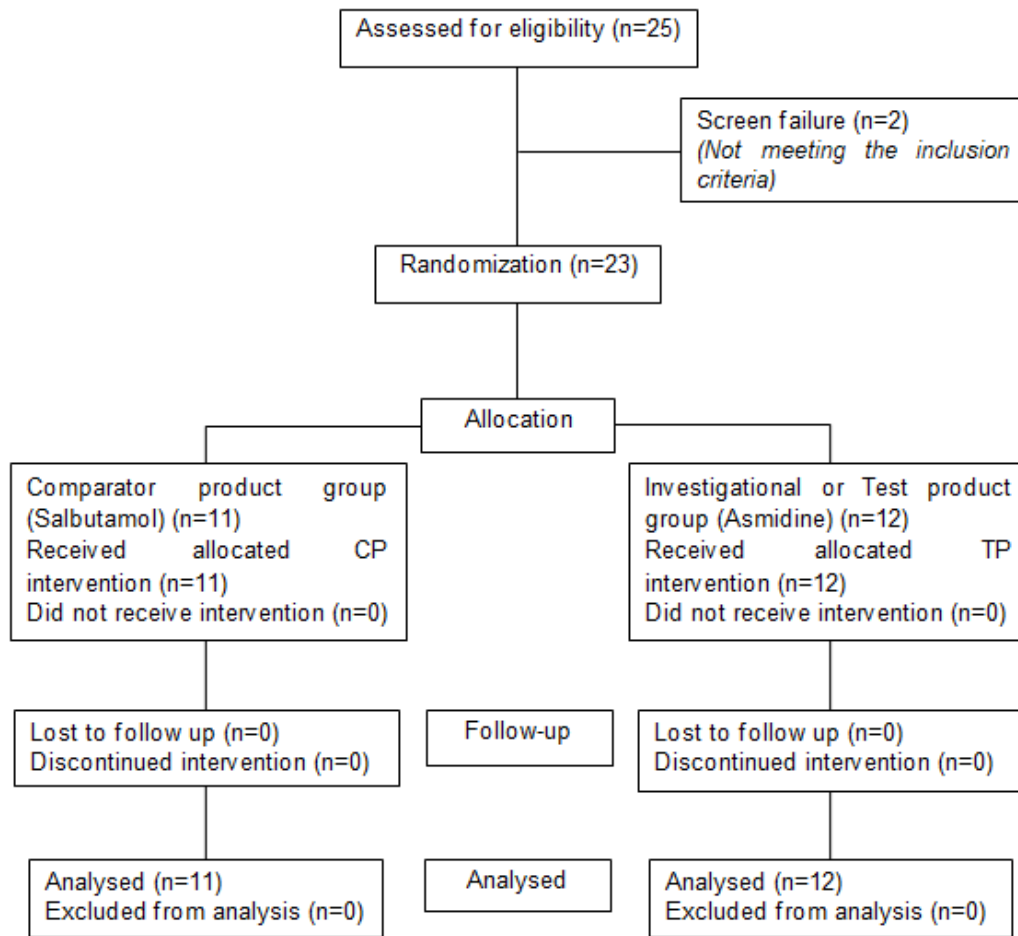 Assessed for eligibility (n=25)
Screen failure (n=2)
(Not meeting the inclusion
criteria)
Randomization (n=23)
Allocation
Comparator product group
(Salbutamol) (n=11)
Received allocated CP
intervention (n=11)
Did not receive intervention (n=0)
Investigational or Test product
group (Asmidine) (n=12)
Received allocated TP
intervention (n=12)
Did not receive intervention (n=0)
Lost to follow up (n=0)
Discontinued intervention (n=0)
Follow-up
Lost to follow up (n=0)
Discontinued intervention (n=0)
Analysed (n=11)
Excluded from analysis (n=0)
Analysed
Analysed (n=12)
Excluded from analysis (n=0)